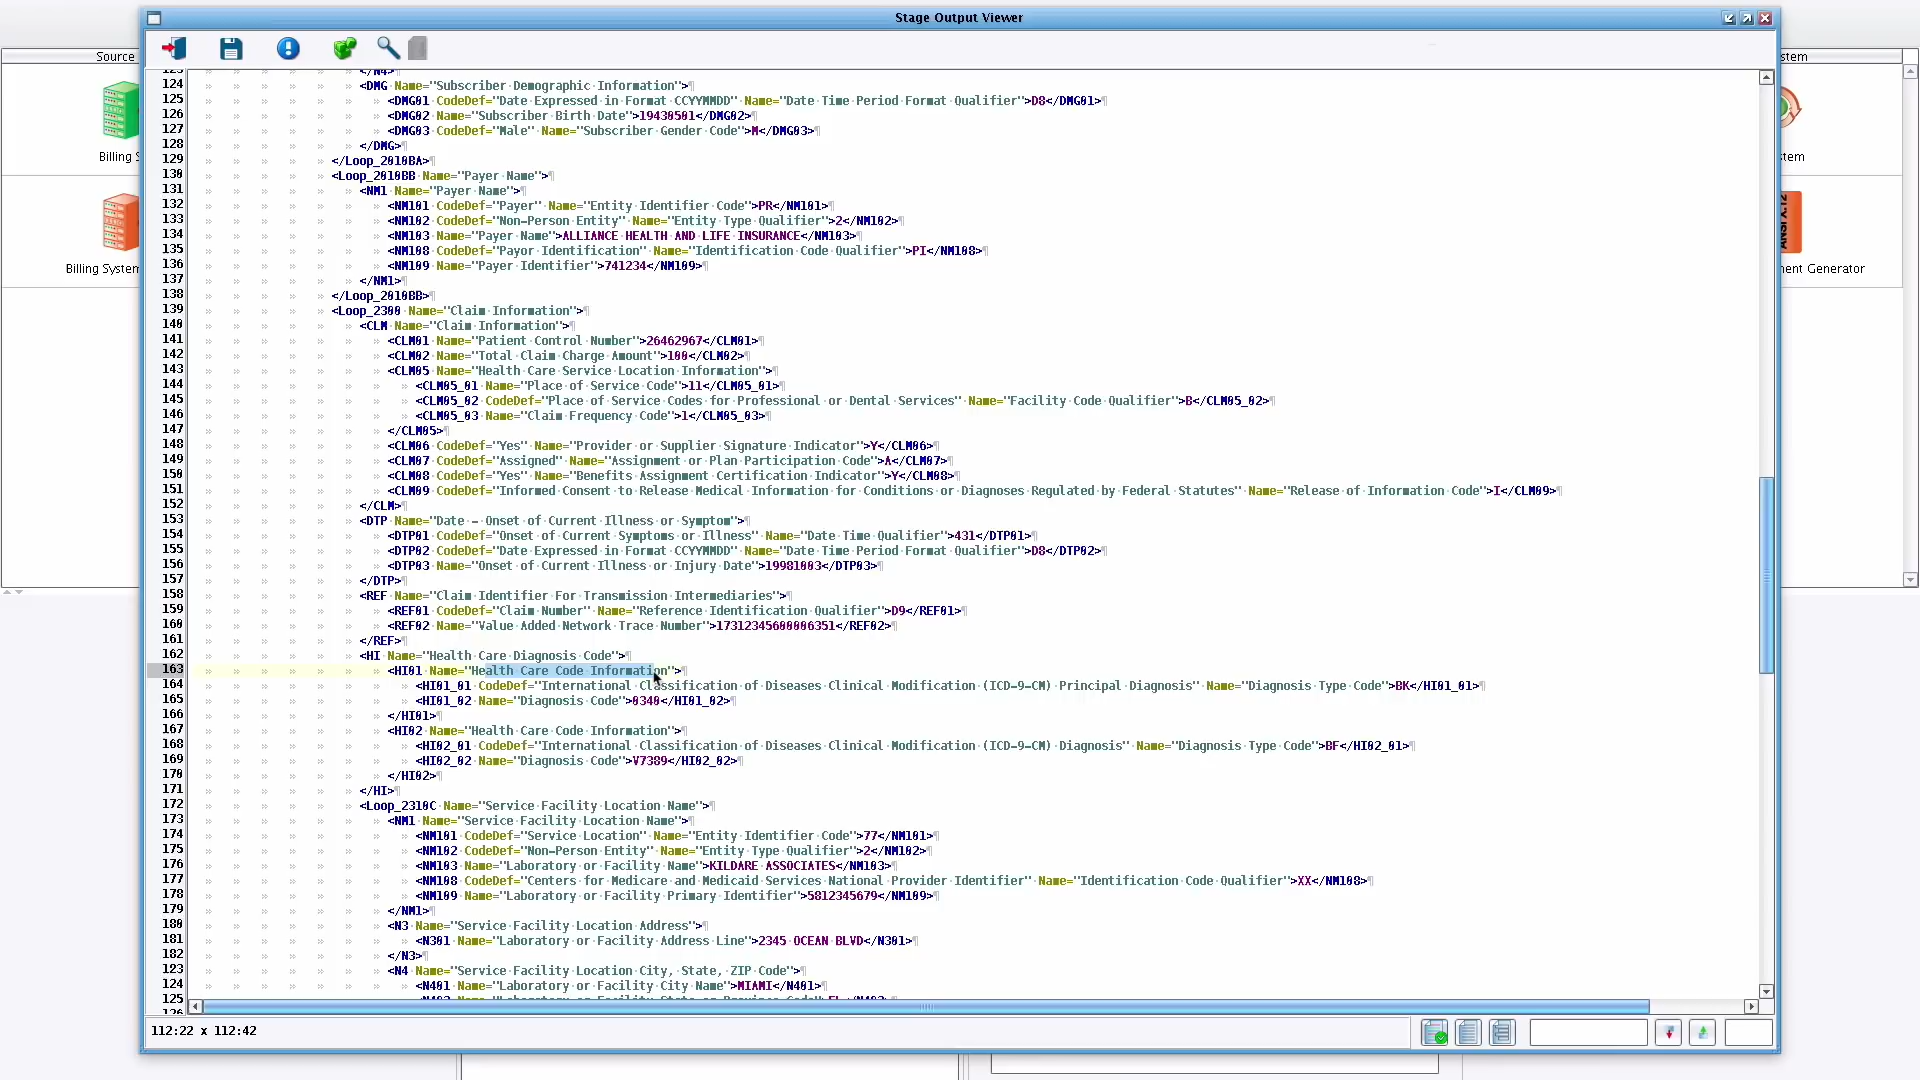 Stage Output Viewer
Source
stem
Billing S
stem
Billing System
ANSI X.12
ment Generator
123 </N4>
124 <DMG Name="Subscriber Demographic Information">
125 <DMG01 CodeDef="Date Expressed in Format CCYYMMDD" Name="Date Time Period Format Qualifier">D8</DMG01>
126 <DMG02 Name="Subscriber Birth Date">19430501</DMG02>
127 <DMG03 CodeDef="Male" Name="Subscriber Gender Code">M</DMG03>
128 </DMG>
129 </Loop_2010BA>
130 <Loop_2010BB Name="Payer Name">
131 <NM1 Name="Payer Name">
132 <NM101 CodeDef="Payer" Name="Entity Identifier Code">PR</NM101>
133 <NM102 CodeDef="Non-Person Entity" Name="Entity Type Qualifier">2</NM102>
134 <NM103 Name="Payer Name">ALLIANCE HEALTH AND LIFE INSURANCE</NM103>
135 <NM108 CodeDef="Payor Identification" Name="Identification Code Qualifier">PI</NM108>
136 <NM109 Name="Payer Identifier">741234</NM109>
137 </NM1>
138 </Loop_2010BB>
139 <Loop_2300 Name="Claim Information">
140 <CLM Name="Claim Information">
141 <CLM01 Name="Patient Control Number">26462967</CLM01>
142 <CLM02 Name="Total Claim Charge Amount">100</CLM02>
143 <CLM05 Name="Health Care Service Location Information">
144 <CLM05_01 Name="Place of Service Code">11</CLM05_01>
145 <CLM05_02 CodeDef="Place of Service Codes for Professional or Dental Services" Name="Facility Code Qualifier">B</CLM05_02>
146 <CLM05_03 Name="Claim Frequency Code">1</CLM05_03>
147 </CLM05>
148 <CLM06 CodeDef="Yes" Name="Provider or Supplier Signature Indicator">Y</CLM06>
149 <CLM07 CodeDef="Assigned" Name="Assignment or Plan Participation Code">A</CLM07>
150 <CLM08 CodeDef="Yes" Name="Benefits Assignment Certification Indicator">Y</CLM08>
151 <CLM09 CodeDef="Informed Consent to Release Medical Information for Conditions or Diagnoses Regulated by Federal Statutes" Name="Release of Information Code">I</CLM09>
152 </CLM>
153 <DTP Name="Date - Onset of Current Illness or Symptom">
154 <DTP01 CodeDef="Onset of Current Symptoms or Illness" Name="Date Time Qualifier">431</DTP01>
155 <DTP02 CodeDef="Date Expressed in Format CCYYMMDD" Name="Date Time Period Format Qualifier">D8</DTP02>
156 <DTP03 Name="Onset of Current Illness or Injury Date">19981003</DTP03>
157 </DTP>
158 <REF Name="Claim Identifier For Transmission Intermediaries">
159 <REF01 CodeDef="Claim Number" Name="Reference Identification Qualifier">D9</REF01>
160 <REF02 Name="Value Added Network Trace Number">17312345600006351</REF02>
161 </REF>
162 <HI Name="Health Care Diagnosis Code">
163 <HI01 Name="Health Care Code Information">
164 <HI01_01 CodeDef="International Classification of Diseases Clinical Modification (ICD-9-CM) Principal Diagnosis" Name="Diagnosis Type Code">BK</HI01_01>
165 <HI01_02 Name="Diagnosis Code">0340</HI01_02>
166 </HI01>
167 <HI02 Name="Health Care Code Information">
168 <HI02_01 CodeDef="International Classification of Diseases Clinical Modification (ICD-9-CM) Diagnosis" Name="Diagnosis Type Code">BF</HI02_01>
169 <HI02_02 Name="Diagnosis Code">V7389</HI02_02>
170 </HI02>
171 </HI>
172 <Loop_2310C Name="Service Facility Location Name">
173 <NM1 Name="Service Facility Location Name">
174 <NM101 CodeDef="Service Location" Name="Entity Identifier Code">77</NM101>
175 <NM102 CodeDef="Non-Person Entity" Name="Entity Type Qualifier">2</NM102>
176 <NM103 Name="Laboratory or Facility Name">KILDARE ASSOCIATES</NM103>
177 <NM108 CodeDef="Centers for Medicare and Medicaid Services National Provider Identifier" Name="Identification Code Qualifier">XX</NM108>
178 <NM109 Name="Laboratory or Facility Primary Identifier">5812345679</NM109>
179 </NM1>
180 <N3 Name="Service Facility Location Address">
181 <N301 Name="Laboratory or Facility Address Line">2345 OCEAN BLVD</N301>
182 </N3>
123 <N4 Name="Service Facility Location City, State, ZIP Code">
124 <N401 Name="Laboratory or Facility City Name">MIAMI</N401>
125 <N402 Name="Laboratory or Facility State or Province Code">FL</N402>
126
112:22 x 112:42